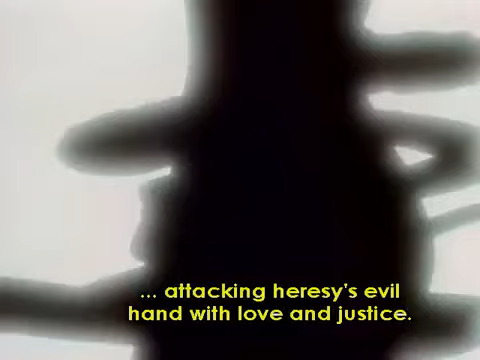 ... attacking heresy's evil
hand with love and justice.